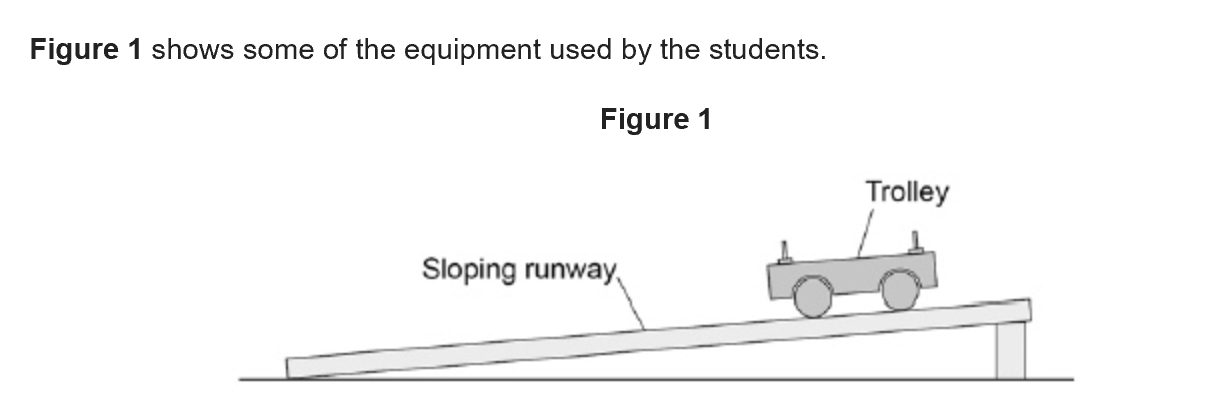 Figure 1 shows some of the equipment used by the students.
Figure 1
Trolley
Sloping runway